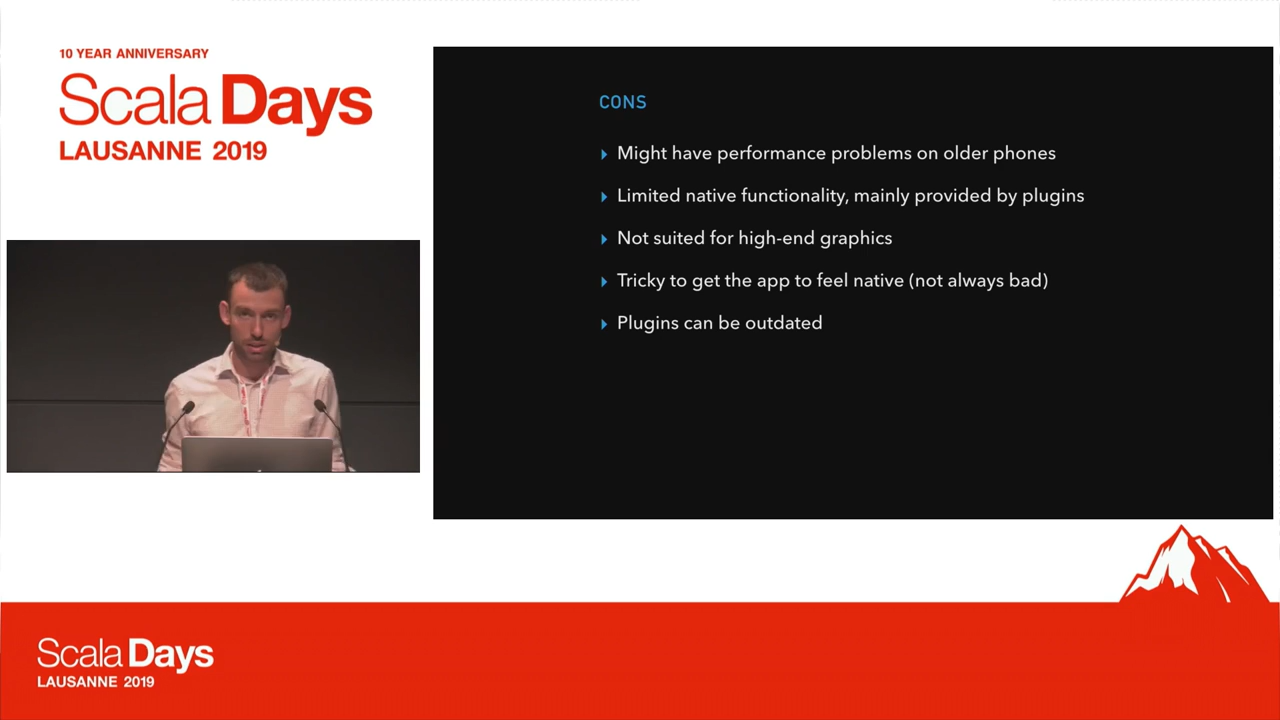 10 YEAR ANNIVERSARY
Scala Days
LAUSANNE 2019
CONS
Might have performance problems on older phones
Limited native functionality, mainly provided by plugins
Not suited for high-end graphics
Tricky to get the app to feel native (not always bad)
Plugins can be outdated
Scala Days
LAUSANNE 2019